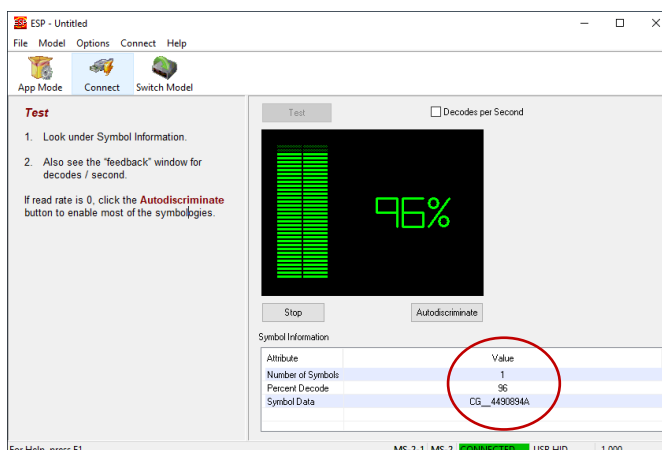 ESP - Untitled
File Model Options Connect Help
App Mode Connect Switch Model
Test
1. Look under Symbol Information.
2. Also see the "feedback" window for
decodes / second.
If read rate is 0, click the Autodiscriminate
button to enable most of the symbologies.
Test
Decodes per Second
96%
Stop
Autodiscriminate
Symbol Information
Attribute Value
Number of Symbols 1
Percent Decode 96
Symbol Data CG__4490894A
For Help, press F1
MS-2-1 MS-2 CONNECTED USB HID 1.000